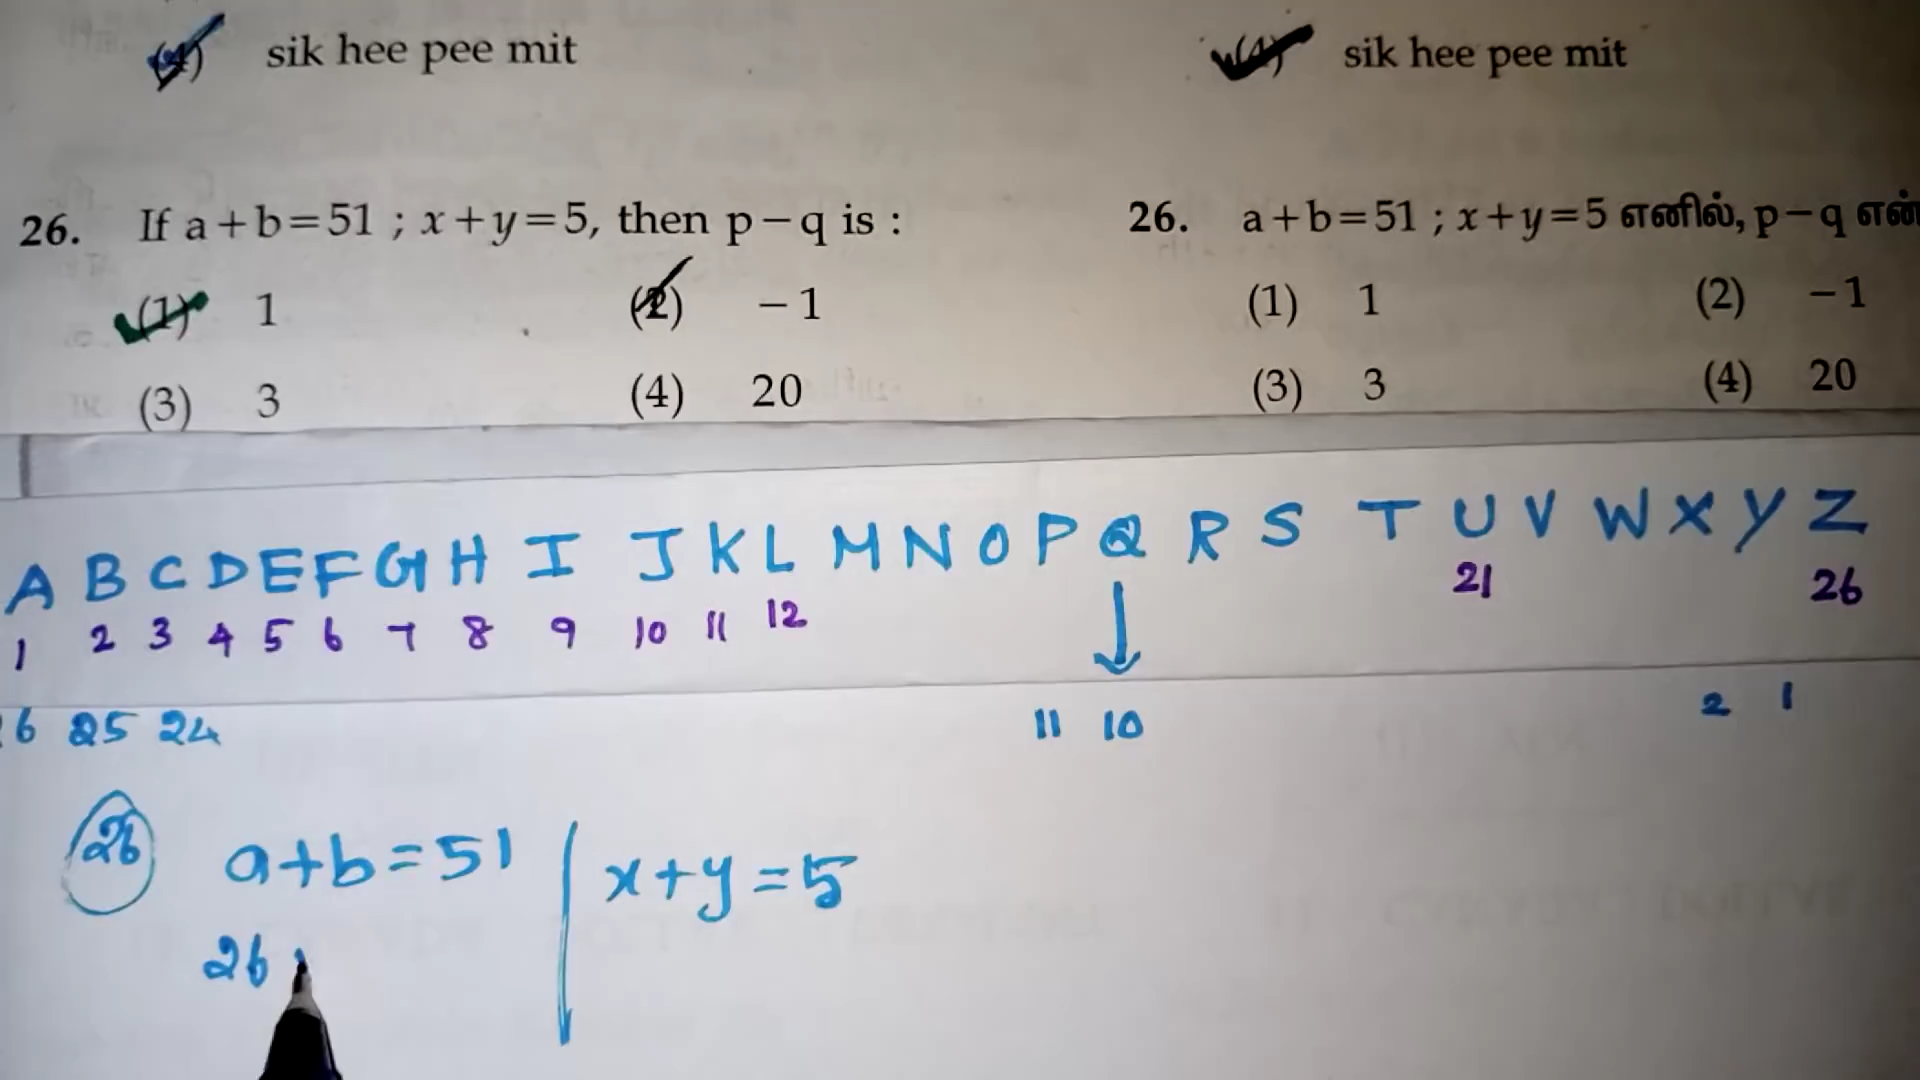 (4) sik hee pee mit
(4) sik hee pee mit
26. If a + b = 51 ; x + y = 5, then p − q is :
(1) 1 (2) − 1
(3) 3 (4) 20
26. a + b = 51 ; x + y = 5 எனில், p − q என்
(1) 1 (2) − 1
(3) 3 (4) 20
A B C D E F G H I J K L M N O P Q R S T U V W X Y Z
1 2 3 4 5 6 7 8 9 10 11 12 21 26
6 25 24 11 10 2 1
26 a+b=51 x+y=5
26